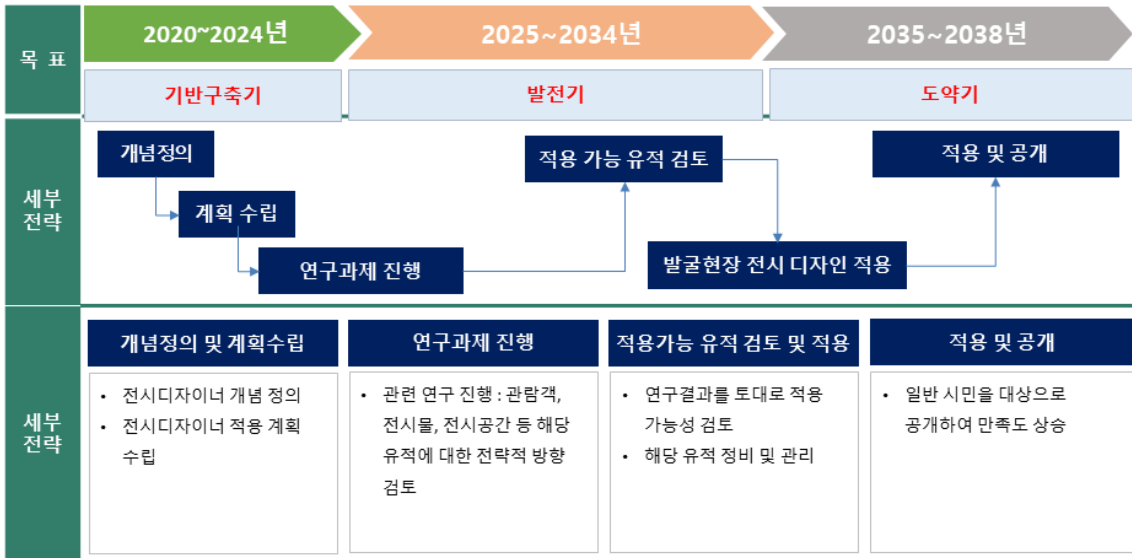 목 표
2020~2024년
2025~2034년
2035~2038년
기반구축기
발전기
도약기
세부
전략
개념정의
계획 수립
연구과제 진행
적용 가능 유적 검토
발굴현장 전시 디자인 적용
적용 및 공개
세부
전략
개념정의 및 계획수립
• 전시디자이너 개념 정의
• 전시디자이너 적용 계획
수립
연구과제 진행
• 관련 연구 진행 : 관람객,
전시물, 전시공간 등 해당
유적에 대한 전략적 방향
검토
적용가능 유적 검토 및 적용
• 연구결과를 토대로 적용
가능성 검토
• 해당 유적 정비 및 관리
적용 및 공개
• 일반 시민을 대상으로
공개하여 만족도 상승